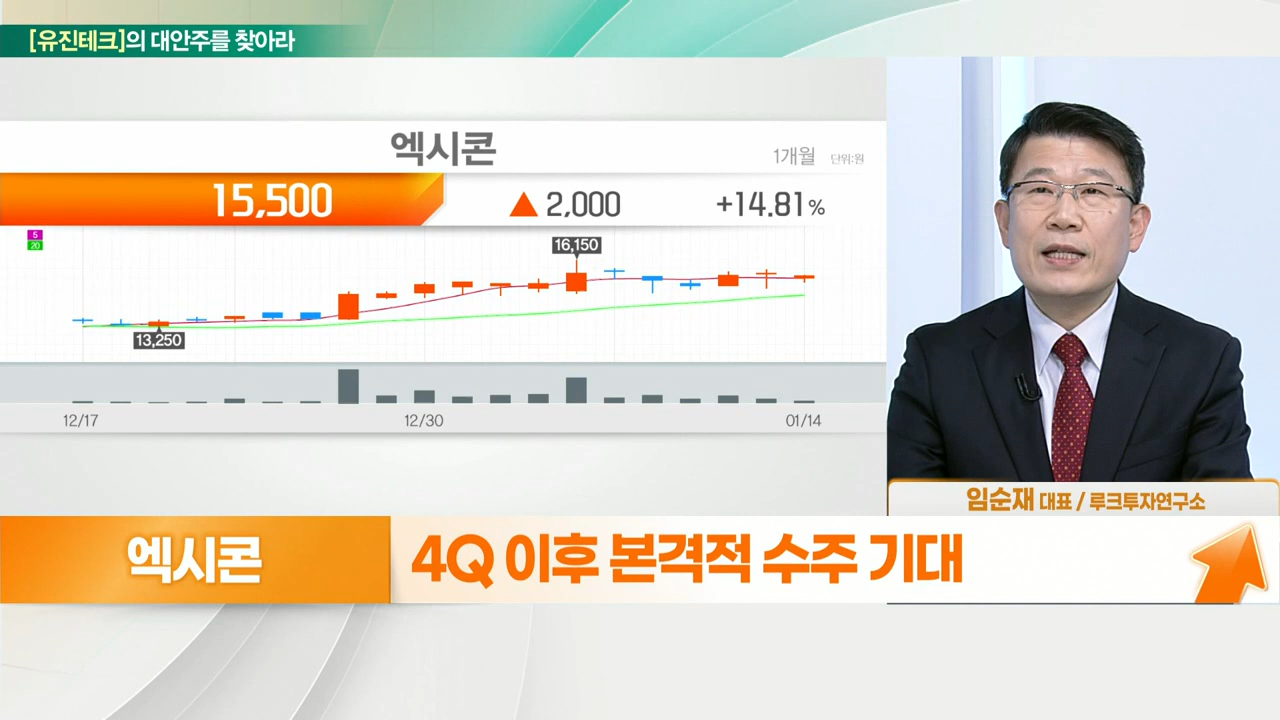 [유진테크]의 대안주를 찾아라
엑시콘
1개월 단위:원
15,500 ▲ 2,000 +14.81%
5
20
16,150
13,250
12/17 12/30 01/14
임순재 대표 / 루크투자연구소
엑시콘 4Q 이후 본격적 수주 기대